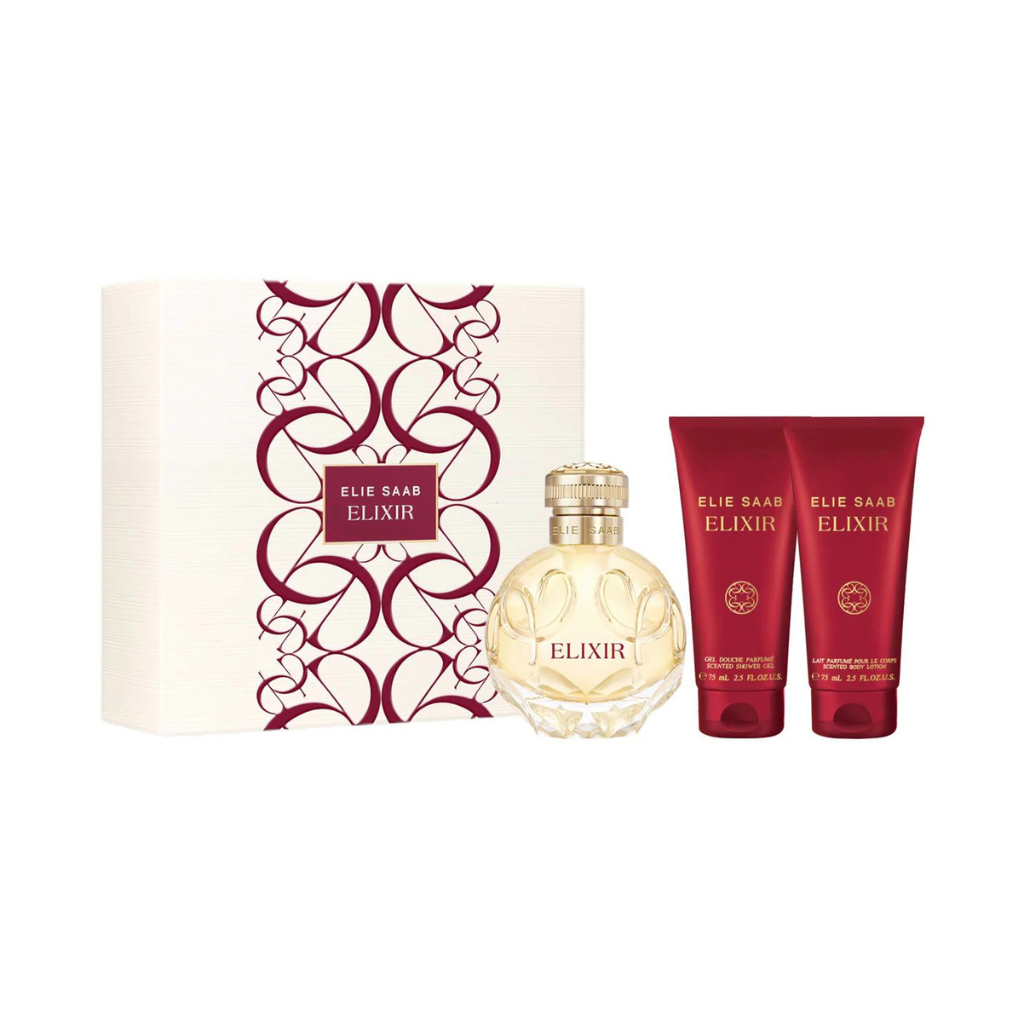 ELIE SAAB
ELIXIR
ELIE SAAB
ELIXIR
ELIE SAAB
ELIXIR
GEL DOUCHE PARFUMÉ
SCENTED SHOWER GEL
℮ 75 mL 2.5 FL.OZ.U.S.
ELIE SAAB
ELIXIR
LAIT PARFUMÉ POUR LE CORPS
SCENTED BODY LOTION
℮ 75 mL 2.5 FL.OZ.U.S.